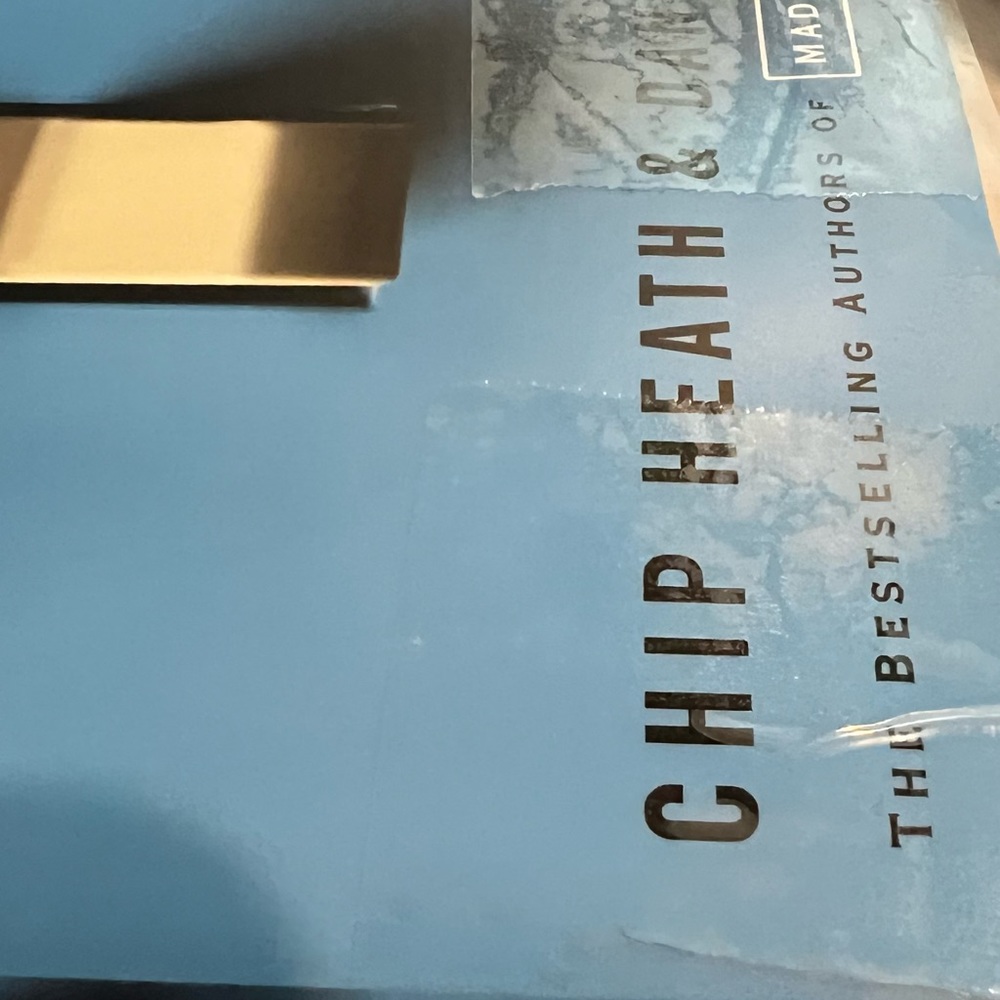 CHIP HEATH & DAN
THE BESTSELLING AUTHORS OF MAD